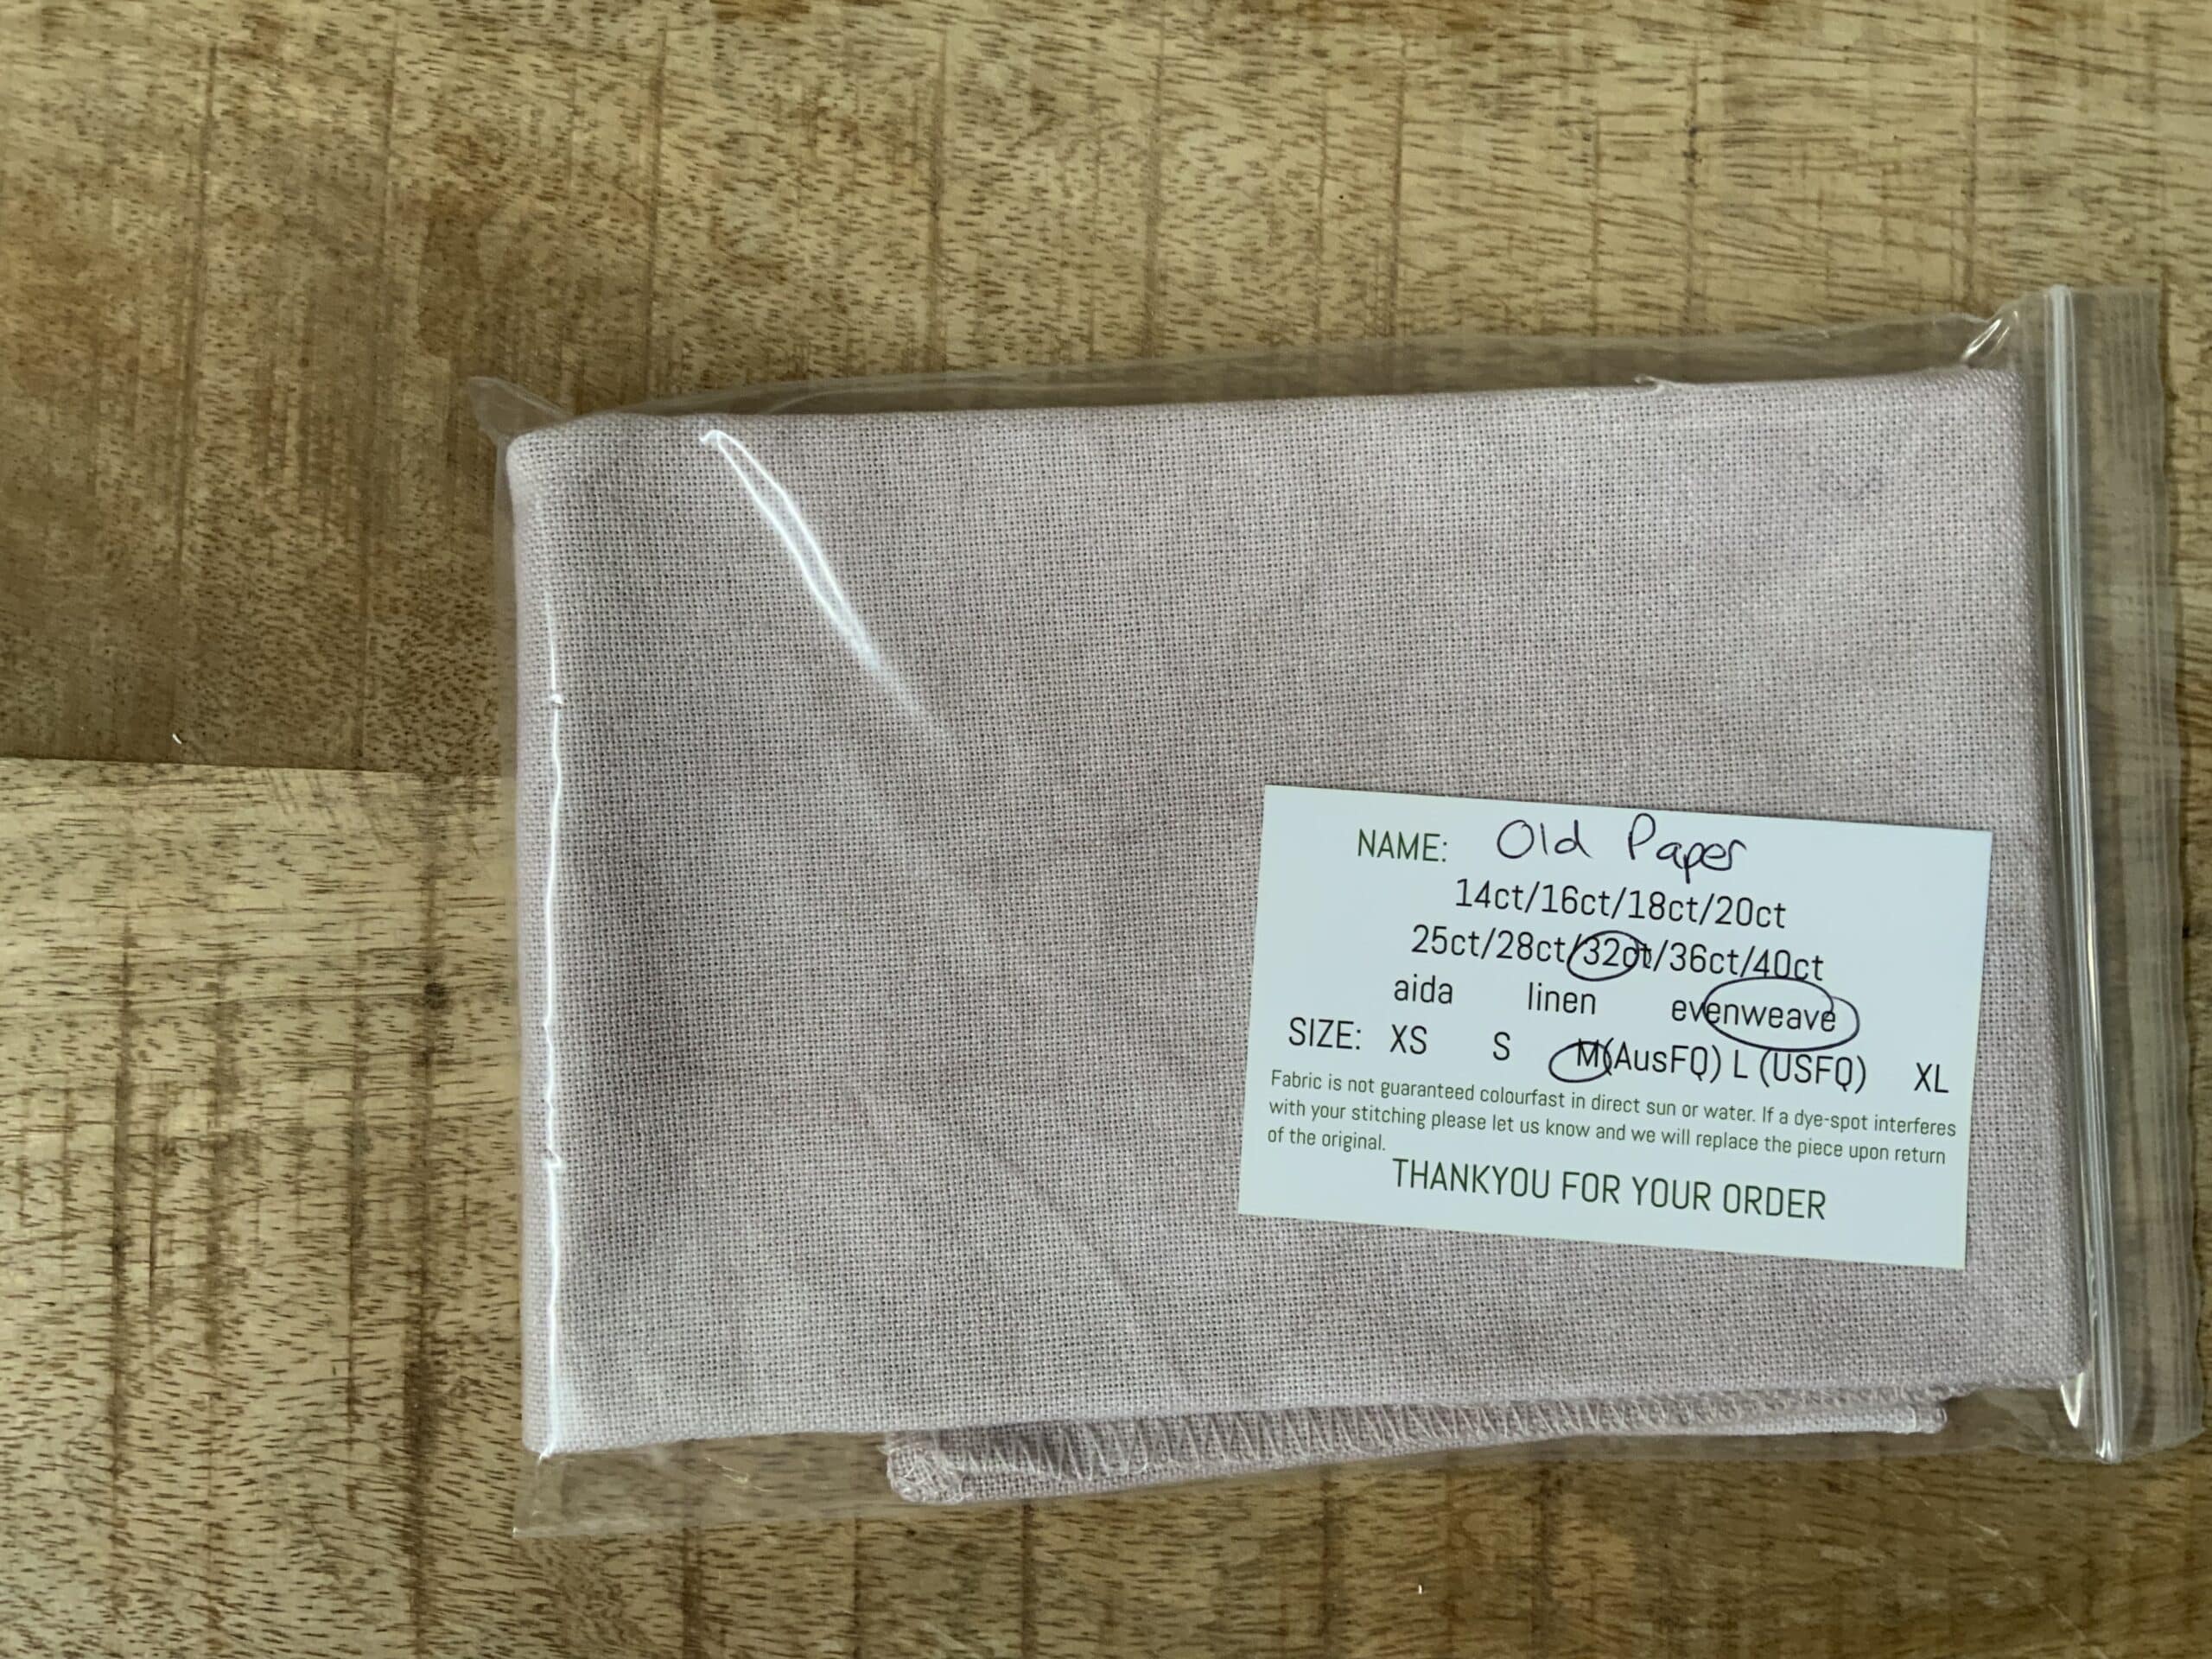 NAME: Old Paper
14ct/16ct/18ct/20ct
25ct/28ct/32ct/36ct/40ct
aida linen evenweave
SIZE: XS S M(AusFQ) L (USFQ) XL
Fabric is not guaranteed colourfast in direct sun or water. If a dye-spot interferes
with your stitching please let us know and we will replace the piece upon return
of the original.
THANKYOU FOR YOUR ORDER